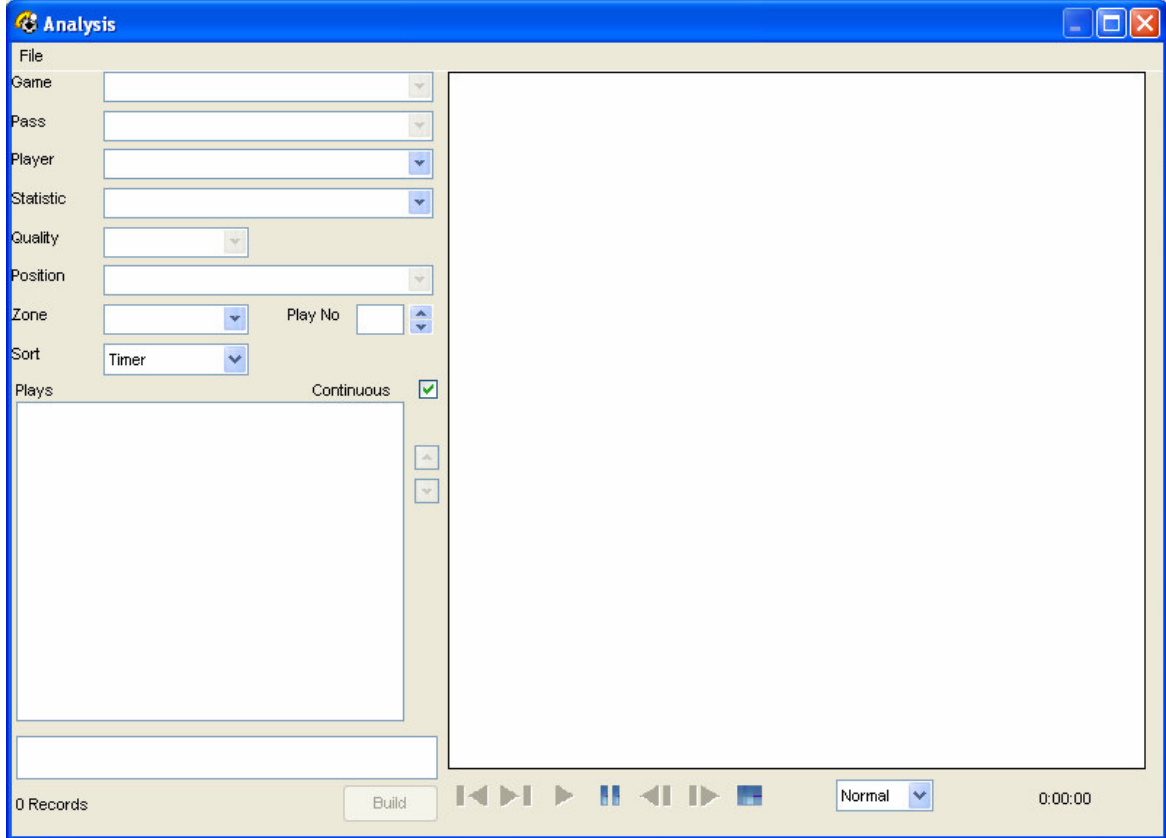 Analysis
File
Game
Pass
Player
Statistic
Quality
Position
Zone
Play No
Sort
Timer
Plays
Continuous
0 Records
Build
Normal
0:00:00